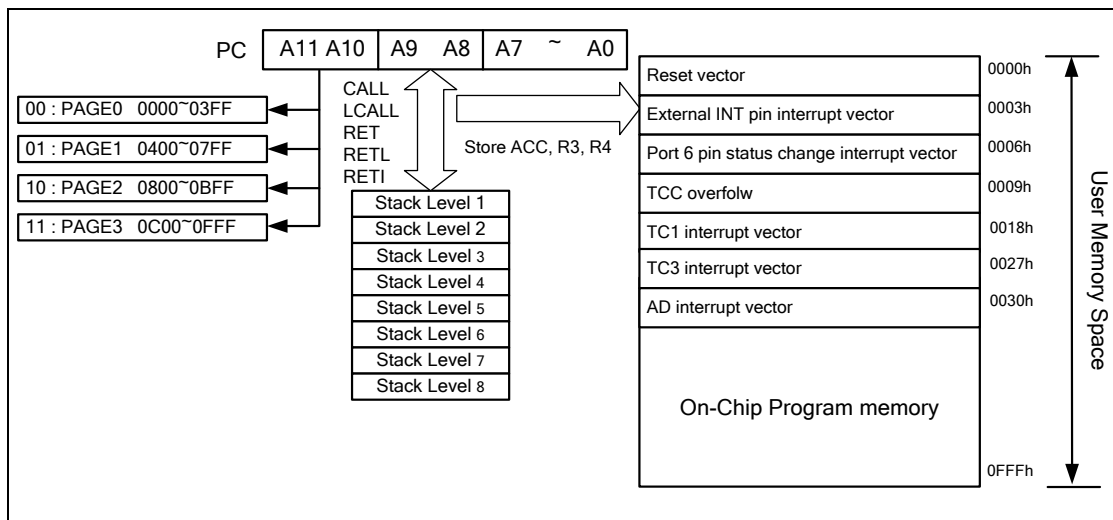 PC A11 A10 A9 A8 A7 ~ A0
00 : PAGE0 0000~03FF
01 : PAGE1 0400~07FF
10 : PAGE2 0800~0BFF
11 : PAGE3 0C00~0FFF
CALL
LCALL
RET
RETL
RETI
Store ACC, R3, R4
Stack Level 1
Stack Level 2
Stack Level 3
Stack Level 4
Stack Level 5
Stack Level 6
Stack Level 7
Stack Level 8
Reset vector 0000h
External INT pin interrupt vector 0003h
Port 6 pin status change interrupt vector 0006h
TCC overfolw 0009h
TC1 interrupt vector 0018h
TC3 interrupt vector 0027h
AD interrupt vector 0030h
On-Chip Program memory
0FFFh
User Memory Space